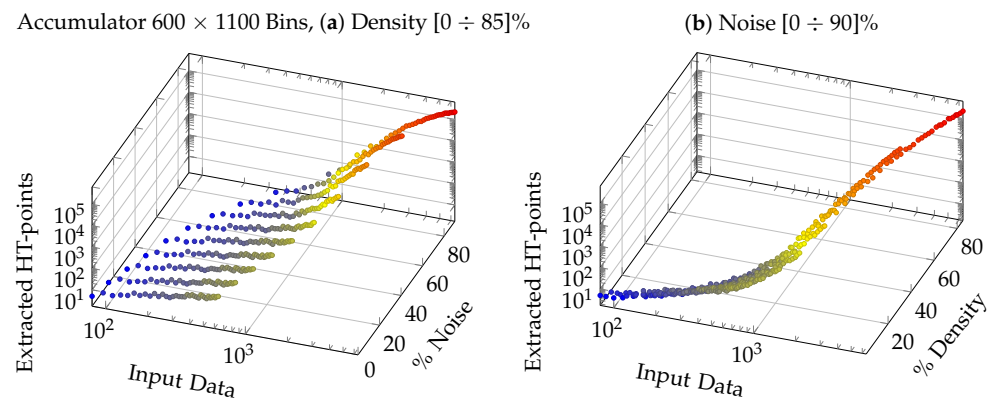 Accumulator 600 × 1100 Bins, (a) Density [0 ÷ 85]%
(b) Noise [0 ÷ 90]%
Extracted HT-points
10^5
10^4
10^3
10^2
10^1
10^2
10^3
Input Data
0
20
40
60
80
% Noise
Extracted HT-points
10^5
10^4
10^3
10^2
10^1
10^2
10^3
Input Data
20
40
60
80
% Density